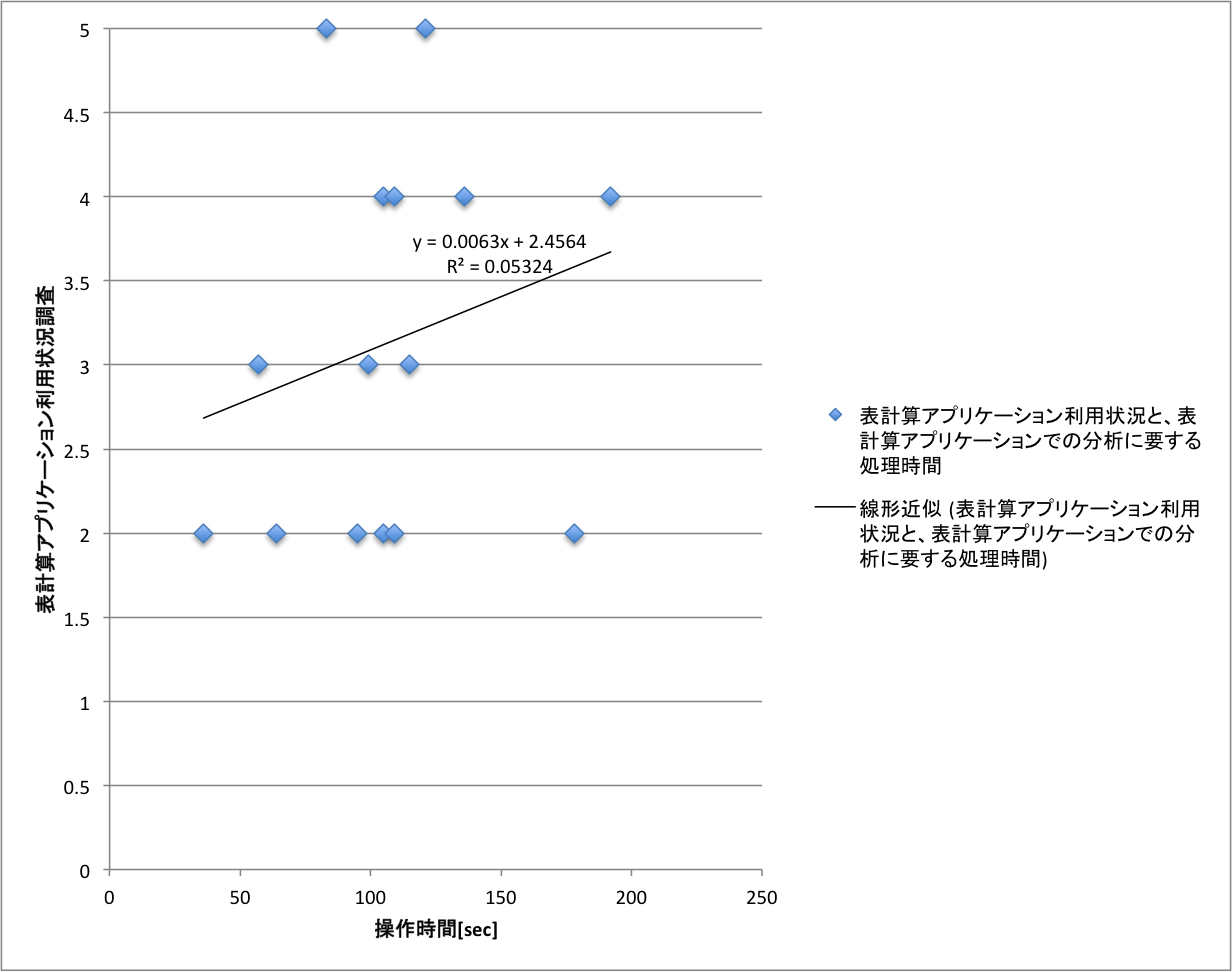 5
4.5
4
3.5
3
2.5
2
1.5
1
0.5
0
表計算アプリケーション利用状況調査
y = 0.0063x + 2.4564
R² = 0.05324
0 50 100 150 200 250
操作時間[sec]
表計算アプリケーション利用状況と、表
計算アプリケーションでの分析に要する
処理時間
線形近似 (表計算アプリケーション利用
状況と、表計算アプリケーションでの分
析に要する処理時間)